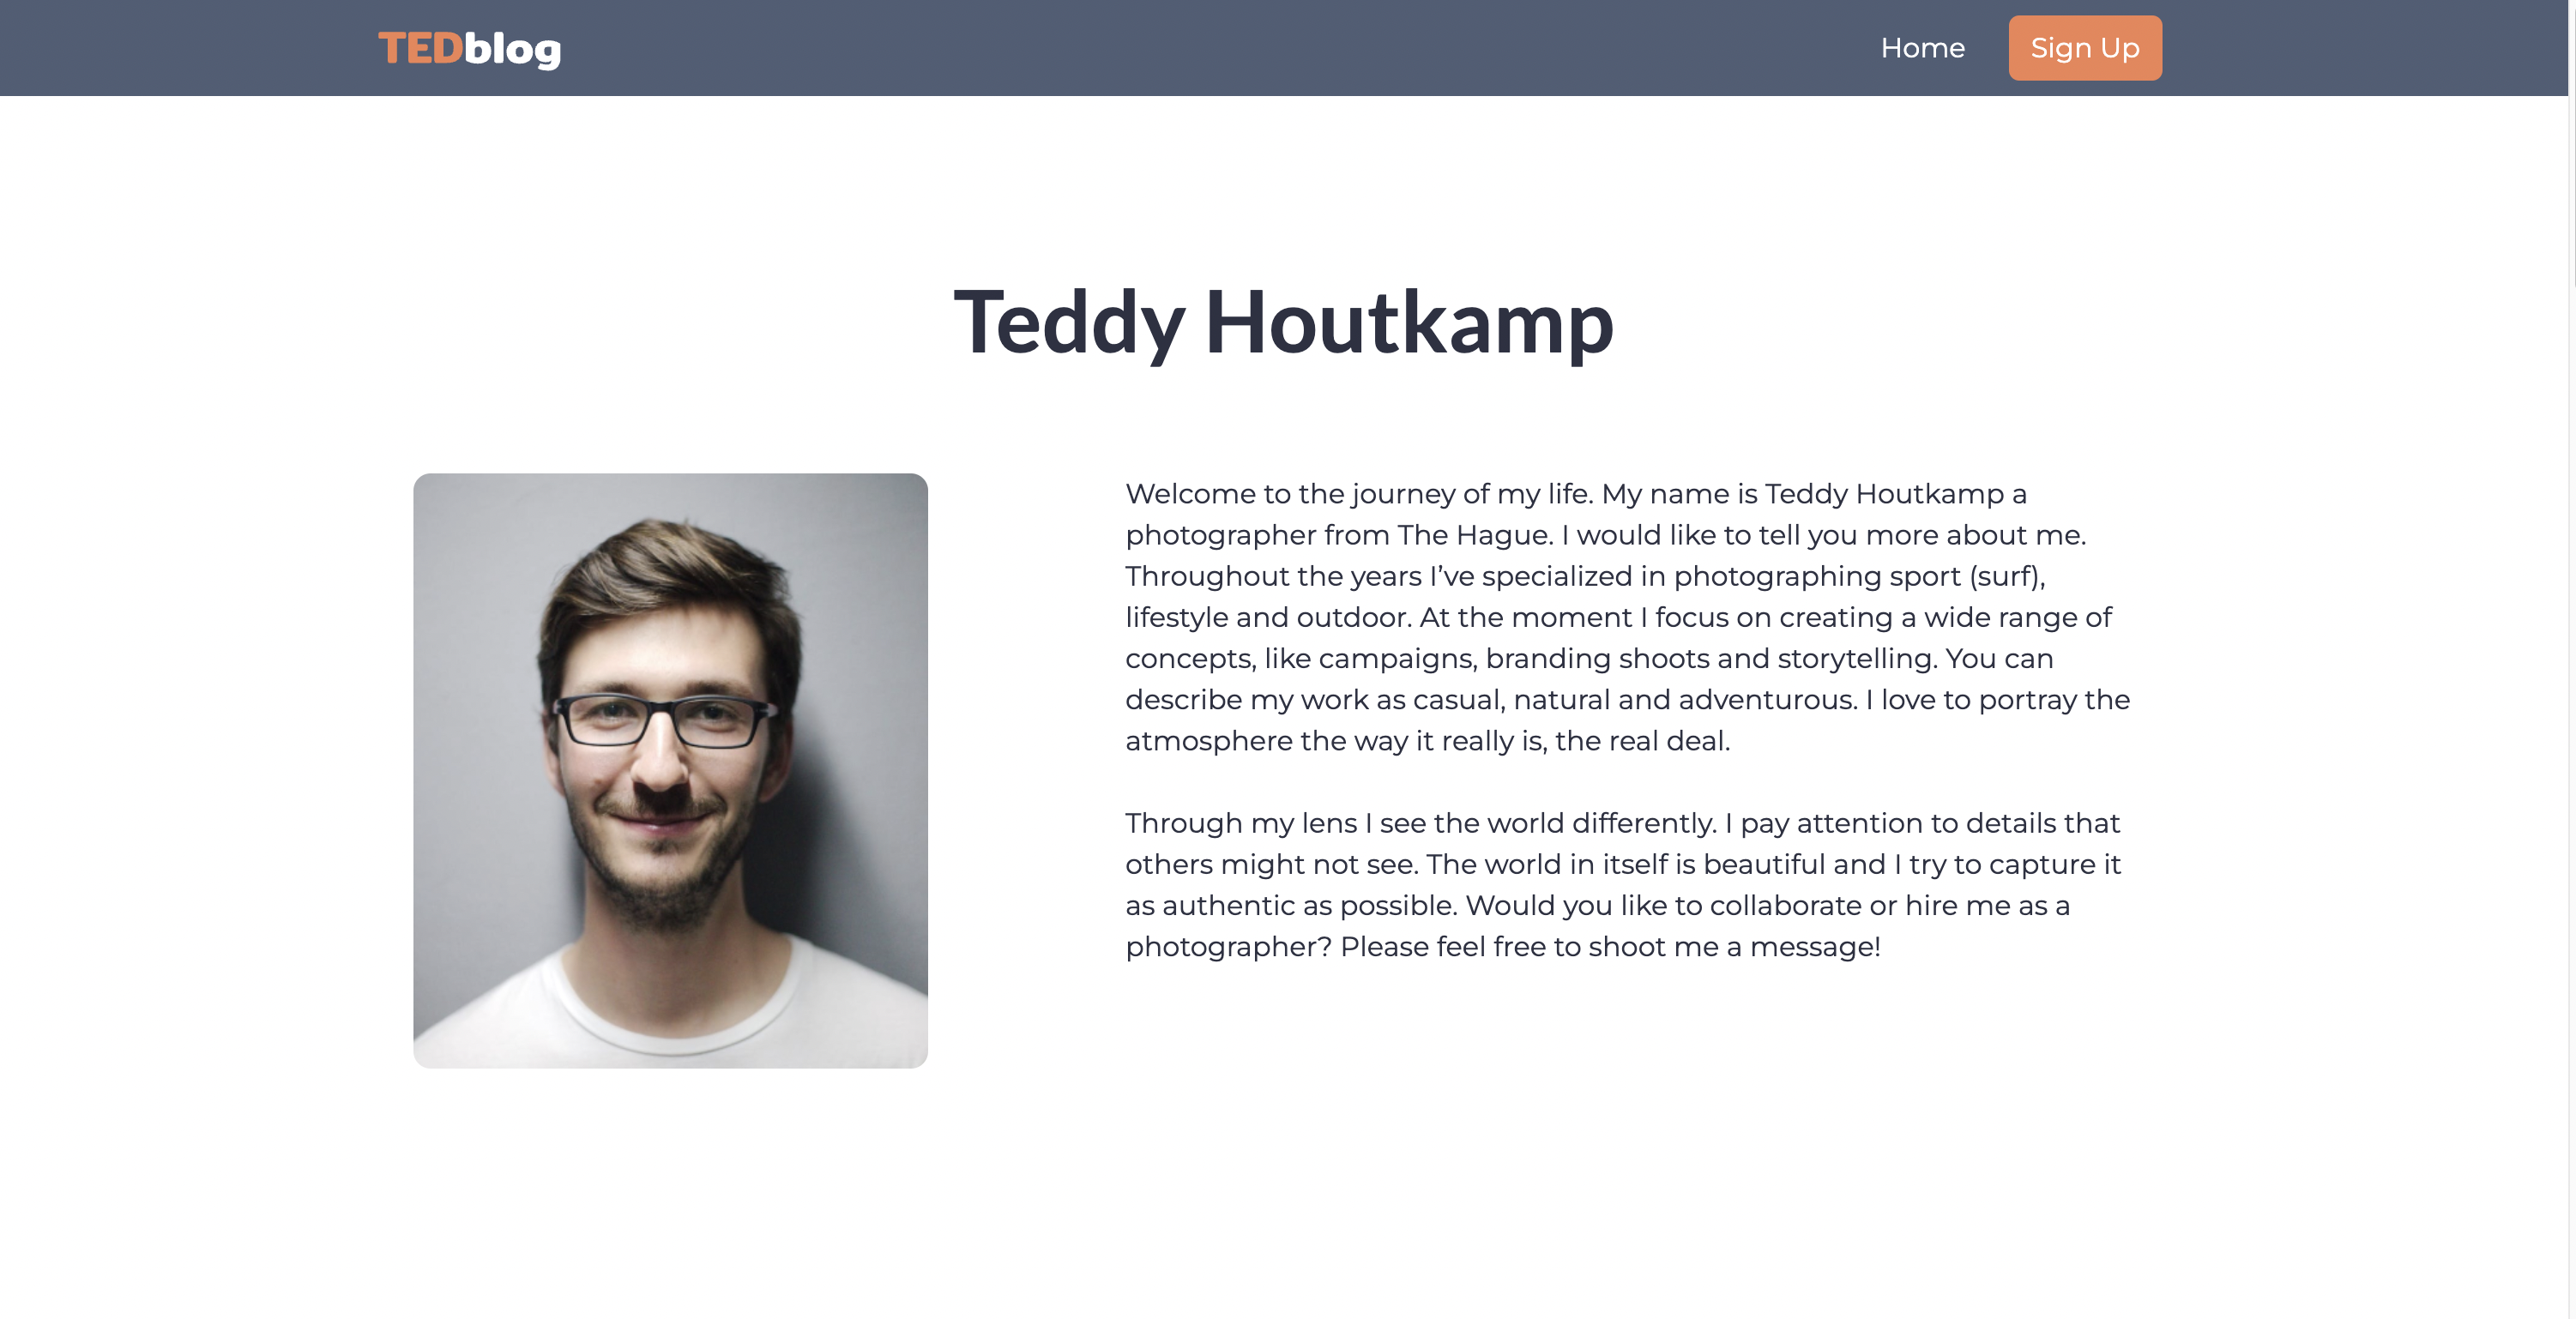 TEDblog
Home
Sign Up
Teddy Houtkamp
Welcome to the journey of my life. My name is Teddy Houtkamp a
photographer from The Hague. I would like to tell you more about me.
Throughout the years I’ve specialized in photographing sport (surf),
lifestyle and outdoor. At the moment I focus on creating a wide range of
concepts, like campaigns, branding shoots and storytelling. You can
describe my work as casual, natural and adventurous. I love to portray the
atmosphere the way it really is, the real deal.
Through my lens I see the world differently. I pay attention to details that
others might not see. The world in itself is beautiful and I try to capture it
as authentic as possible. Would you like to collaborate or hire me as a
photographer? Please feel free to shoot me a message!